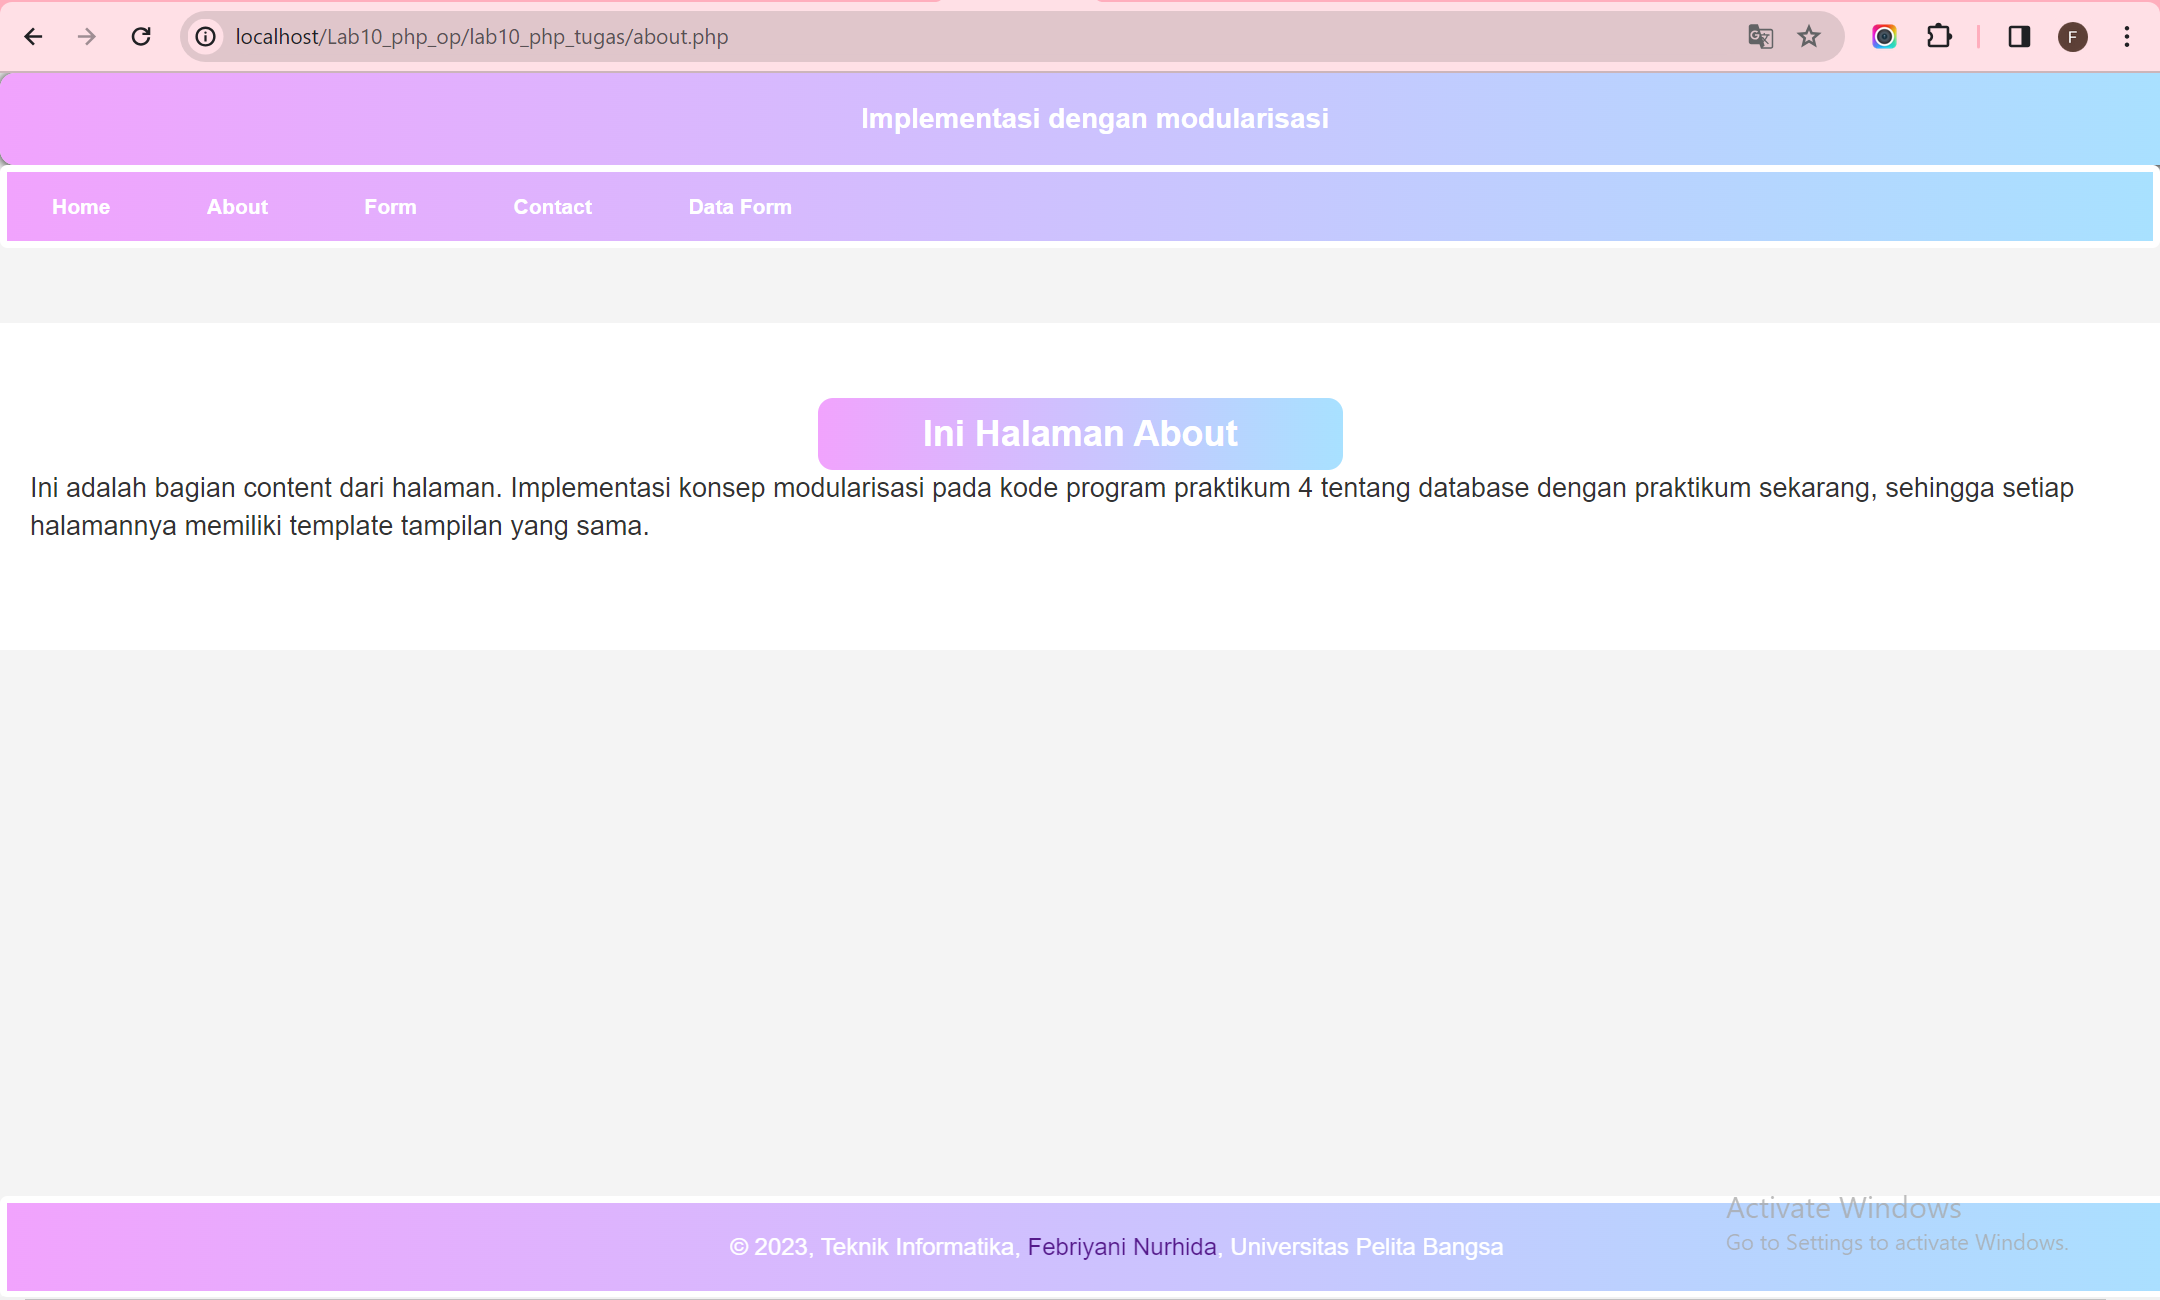 localhost/Lab10_php_op/lab10_php_tugas/about.php
F
Implementasi dengan modularisasi
Home About Form Contact Data Form
Ini Halaman About
Ini adalah bagian content dari halaman. Implementasi konsep modularisasi pada kode program praktikum 4 tentang database dengan praktikum sekarang, sehingga setiap
halamannya memiliki template tampilan yang sama.
Activate Windows
Go to Settings to activate Windows.
© 2023, Teknik Informatika, Febriyani Nurhida, Universitas Pelita Bangsa